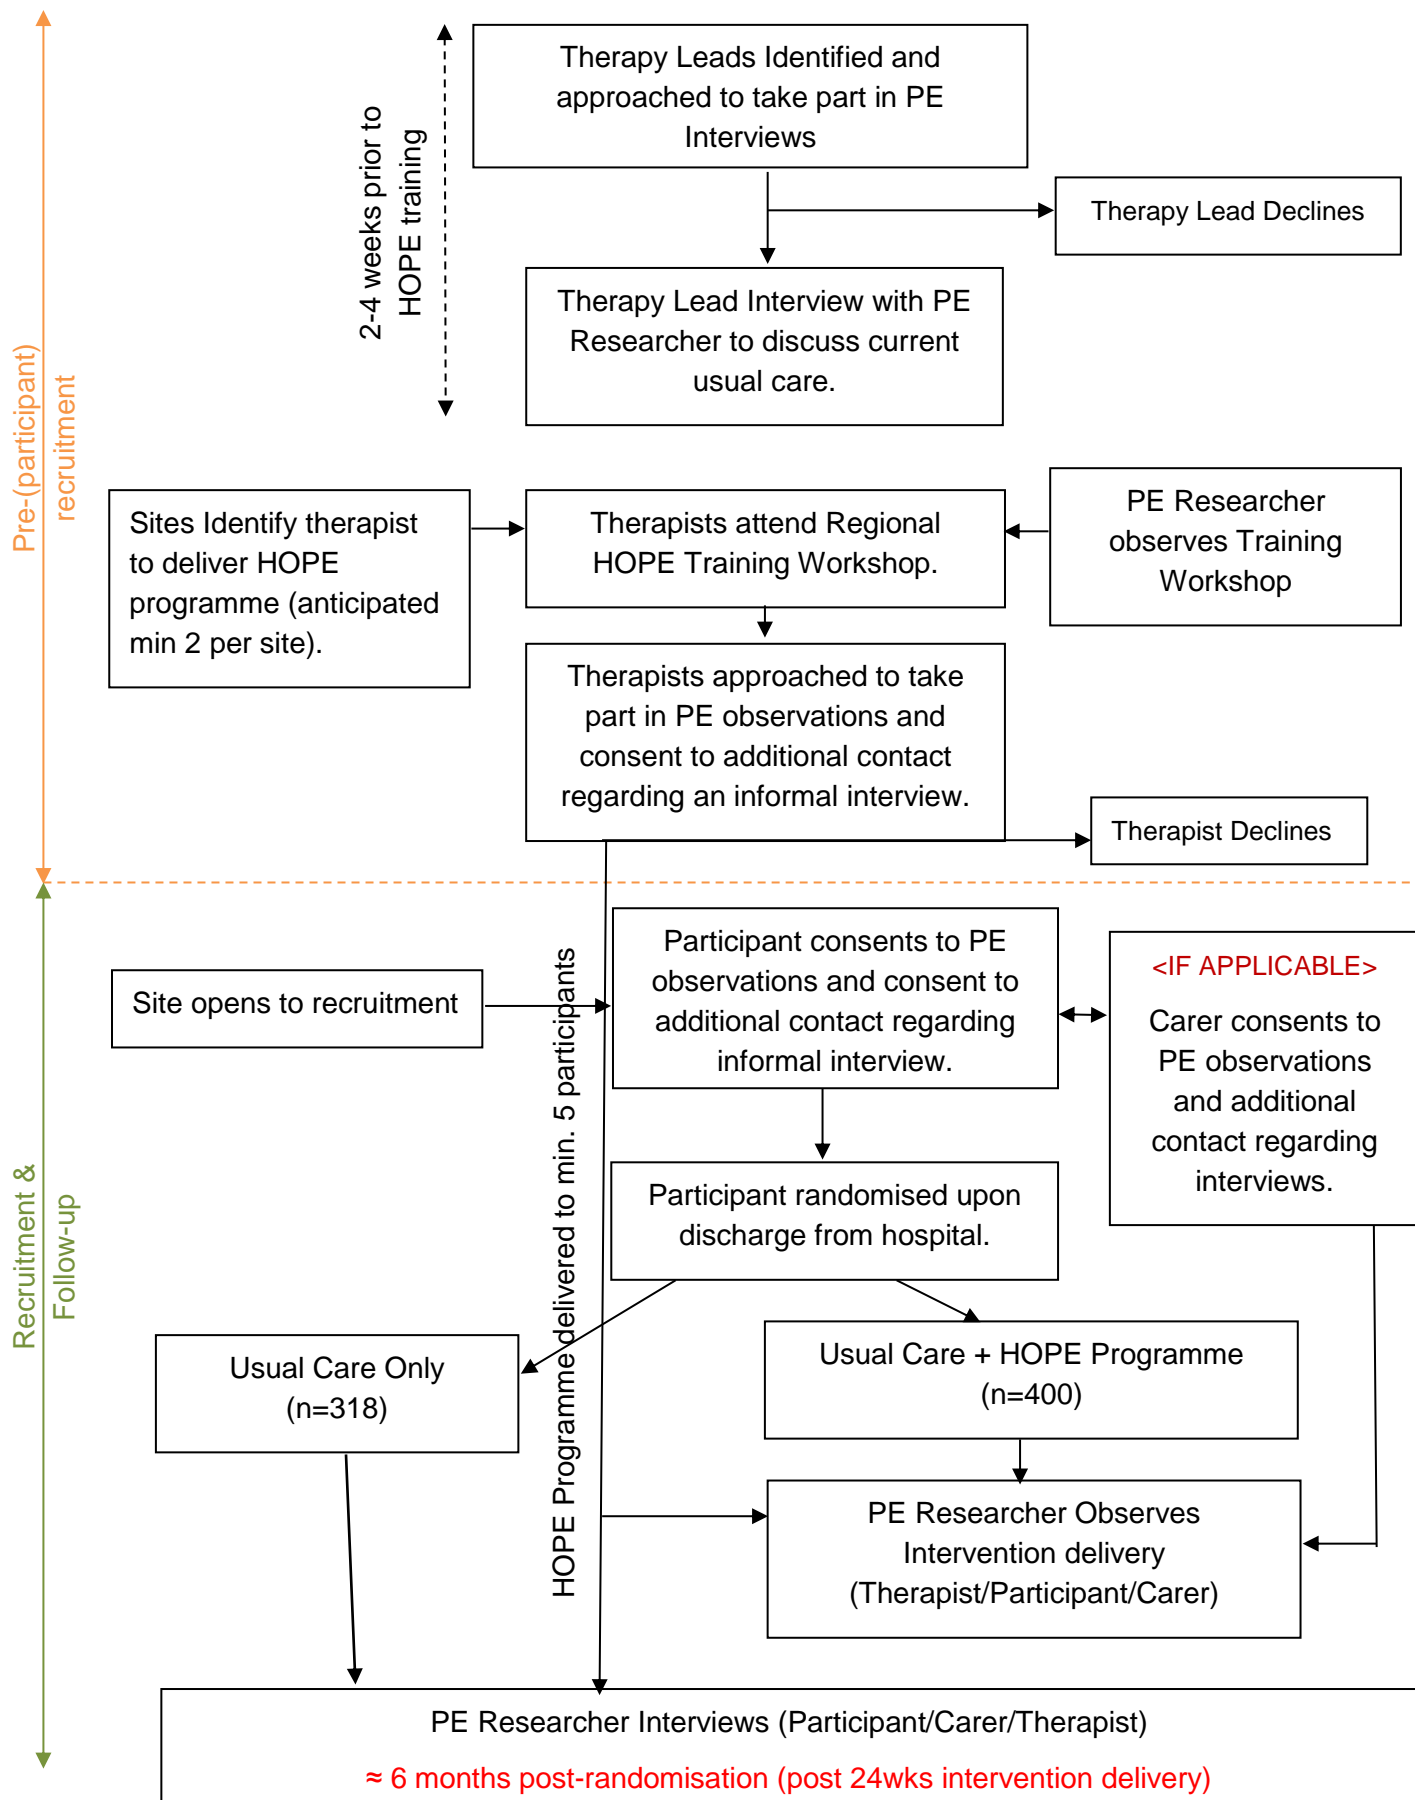 Therapy Leads Identified and
approached to take part in PE
Interviews
2-4 weeks prior to
HOPE training
Therapy Lead Declines
Therapy Lead Interview with PE
Researcher to discuss current
usual care.
Pre-(participant)
recruitment
Sites Identify therapist
to deliver HOPE
programme (anticipated
min 2 per site).
Therapists attend Regional
HOPE Training Workshop.
PE Researcher
observes Training
Workshop
Therapists approached to take
part in PE observations and
consent to additional contact
regarding an informal interview.
Therapist Declines
Recruitment &
Follow-up
Site opens to recruitment
HOPE Programme delivered to min. 5 participants
Participant consents to PE
observations and consent to
additional contact regarding
informal interview.
<IF APPLICABLE>
Carer consents to
PE observations
and additional
contact regarding
interviews.
Participant randomised upon
discharge from hospital.
Usual Care Only
(n=318)
Usual Care + HOPE Programme
(n=400)
PE Researcher Observes
Intervention delivery
(Therapist/Participant/Carer)
PE Researcher Interviews (Participant/Carer/Therapist)
≈ 6 months post-randomisation (post 24wks intervention delivery)